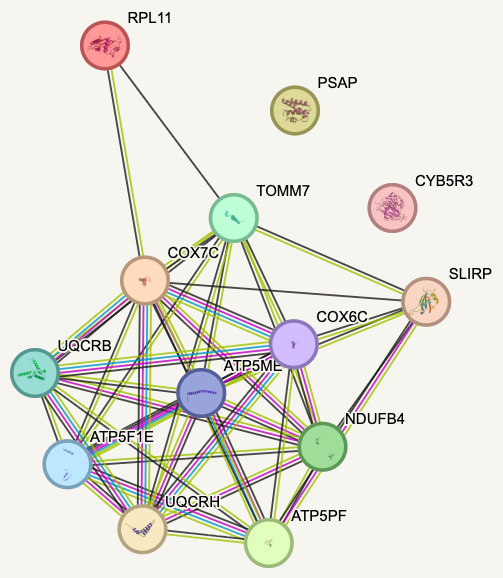 RPL11
PSAP
CYB5R3
TOMM7
COX7C
SLIRP
COX6C
UQCRB
ATP5ME
NDUFB4
ATP5F1E
UQCRH
ATP5PF